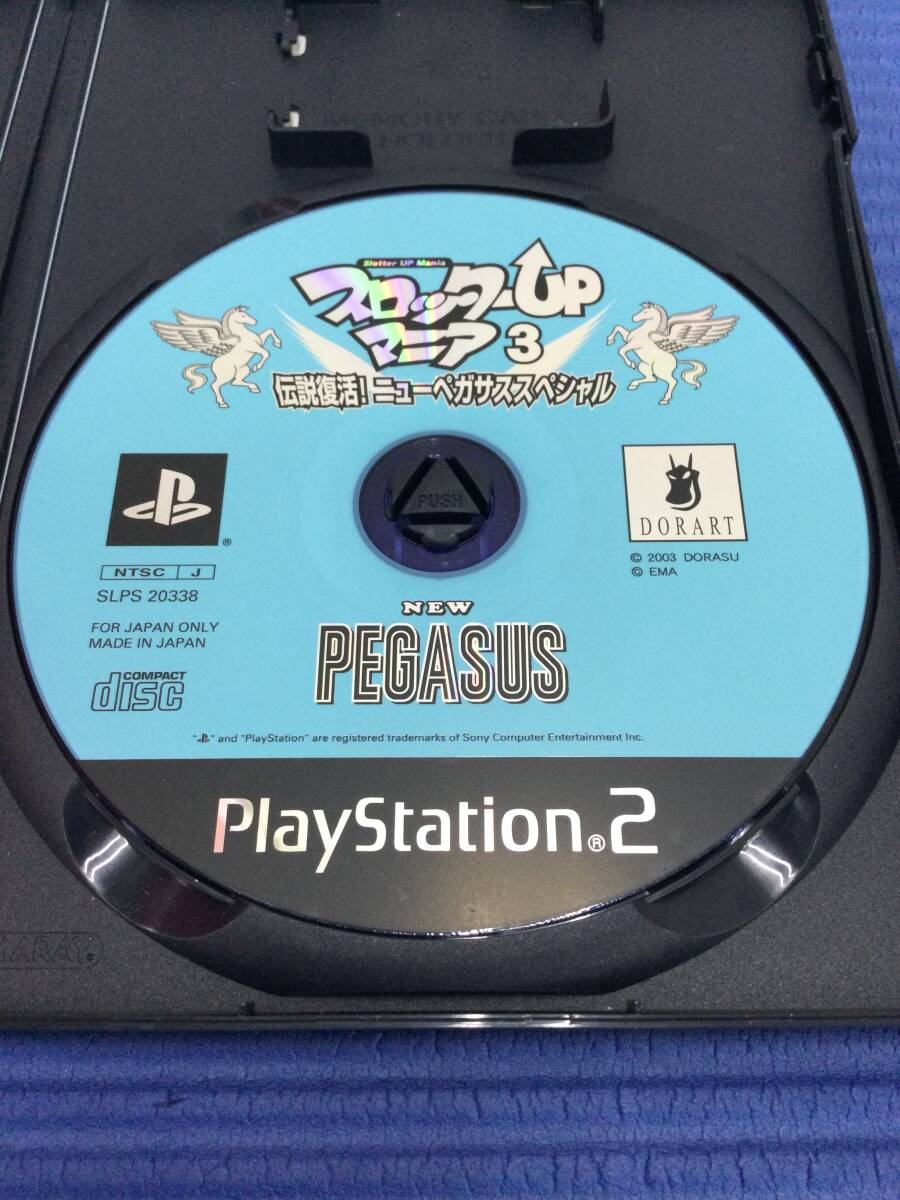 MEMORY CARD
HOLDER
Slotter UP Mania
スロッターUP
マニア3
伝説復活!ニューペガサススペシャル
PUSH
DORART
NTSC J
SLPS 20338
© 2003 DORASU
© EMA
FOR JAPAN ONLY
MADE IN JAPAN
COMPACT
disc
NEW
PEGASUS
"PS" and "PlayStation" are registered trademarks of Sony Computer Entertainment Inc.
PlayStation®2